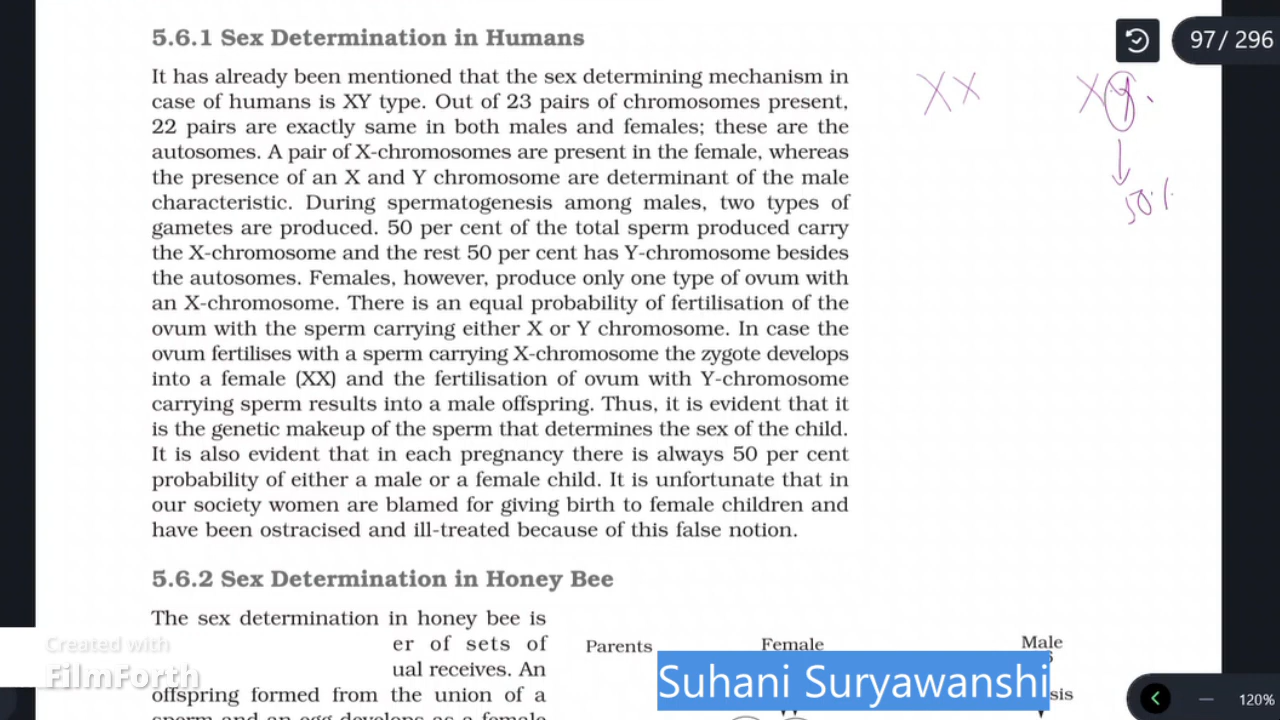 5.6.1 Sex Determination in Humans
97 / 296
It has already been mentioned that the sex determining mechanism in
case of humans is XY type. Out of 23 pairs of chromosomes present,
22 pairs are exactly same in both males and females; these are the
autosomes. A pair of X-chromosomes are present in the female, whereas
the presence of an X and Y chromosome are determinant of the male
characteristic. During spermatogenesis among males, two types of
gametes are produced. 50 per cent of the total sperm produced carry
the X-chromosome and the rest 50 per cent has Y-chromosome besides
the autosomes. Females, however, produce only one type of ovum with
an X-chromosome. There is an equal probability of fertilisation of the
ovum with the sperm carrying either X or Y chromosome. In case the
ovum fertilises with a sperm carrying X-chromosome the zygote develops
into a female (XX) and the fertilisation of ovum with Y-chromosome
carrying sperm results into a male offspring. Thus, it is evident that it
is the genetic makeup of the sperm that determines the sex of the child.
It is also evident that in each pregnancy there is always 50 per cent
probability of either a male or a female child. It is unfortunate that in
our society women are blamed for giving birth to female children and
have been ostracised and ill-treated because of this false notion.
XX XY
50%
5.6.2 Sex Determination in Honey Bee
The sex determination in honey bee is
er of sets of
ual receives. An
offspring formed from the union of a
sperm and an egg develops as a female
Parents Female Male
sis
Created with
FilmForth
Suhani Suryawanshi
120%